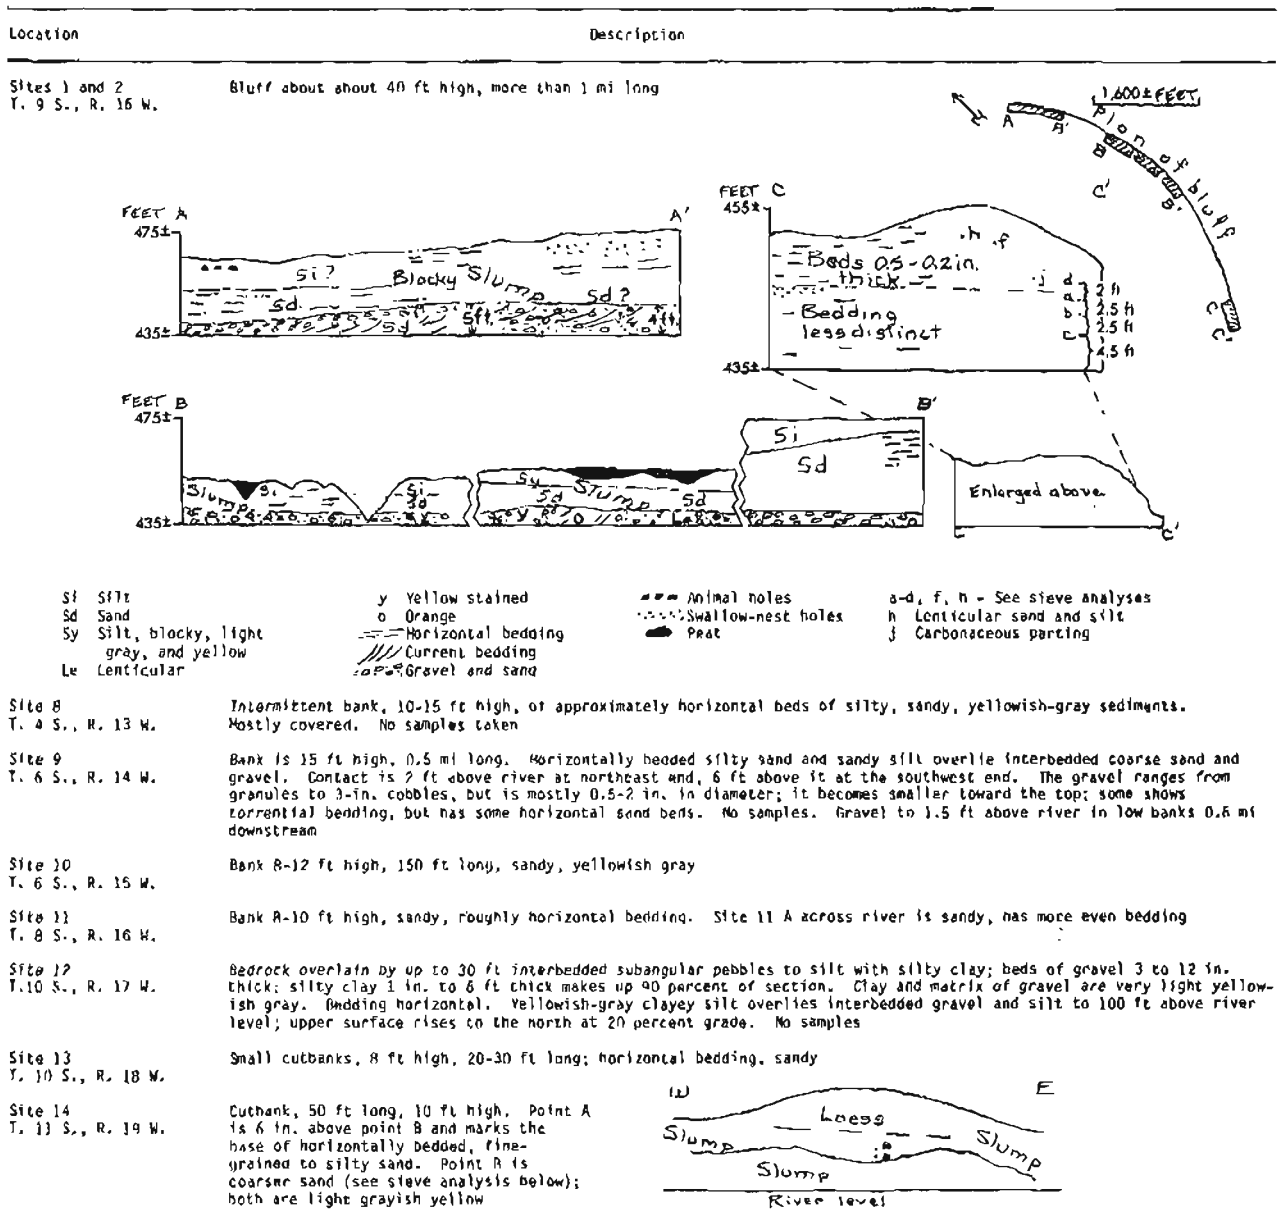 Location Description
Sites 1 and 2 Bluff about about 40 ft high, more than 1 mi long
T. 9 S., R. 16 W.
1,600±FEET
A A' B B' C C'
Plan of bluff
C'
FEET A A'
475±
Si? Blocky Slump
Sd Sd?
Sy 5ft 4ft
435±
FEET C
455±
h f
Beds 0.5-0.2 in.
thick
j d
a 2 ft
b 2.5 ft
Bedding
less distinct
c 2.5 ft
2.5 ft
435±
FEET B B'
475±
Si
Sd
Slump Si Si Sd
Sy Slump Sd Sd
y o
435±
Enlarged above
C'
Si Silt y Yellow stained Animal holes a-d, f, h - See sieve analyses
Sd Sand o Orange Swallow-nest holes h Lenticular sand and silt
Sy Silt, blocky, light Horizontal bedding Peat j Carbonaceous parting
gray, and yellow Current bedding
Le Lenticular Gravel and sand
Site 8 Intermittent bank, 10-15 ft high, of approximately horizontal beds of silty, sandy, yellowish-gray sediments.
T. 4 S., R. 13 W. Mostly covered. No samples taken
Site 9 Bank is 15 ft high, 0.5 mi long. Horizontally bedded silty sand and sandy silt overlie interbedded coarse sand and
T. 6 S., R. 14 W. gravel. Contact is 2 ft above river at northeast end, 6 ft above it at the southwest end. The gravel ranges from
granules to 3-in. cobbles, but is mostly 0.5-2 in. in diameter; it becomes smaller toward the top; some shows
torrential bedding, but has some horizontal sand beds. No samples. Gravel to 1.5 ft above river in low banks 0.6 mi
downstream
Site 10 Bank 8-12 ft high, 150 ft long, sandy, yellowish gray
T. 6 S., R. 15 W.
Site 11 Bank 8-10 ft high, sandy, roughly horizontal bedding. Site 11 A across river is sandy, has more even bedding
T. 8 S., R. 16 W.
Site 12 Bedrock overlain by up to 30 ft interbedded subangular pebbles to silt with silty clay; beds of gravel 3 to 12 in.
T.10 S., R. 17 W. thick; silty clay 1 in. to 6 ft thick makes up 90 percent of section. Clay and matrix of gravel are very light yellow-
ish gray. Bedding horizontal. Yellowish-gray clayey silt overlies interbedded gravel and silt to 100 ft above river
level; upper surface rises to the north at 20 percent grade. No samples
Site 13 Small cutbanks, 8 ft high, 20-30 ft long; horizontal bedding, sandy
T. 10 S., R. 18 W.
Site 14 Cutbank, 50 ft long, 10 ft high. Point A
T. 11 S., R. 19 W. is 6 in. above point B and marks the
base of horizontally bedded, fine-
grained to silty sand. Point B is
coarser sand (see sieve analysis below);
both are light grayish yellow
W E
Loess
Slump Slump
Slump
River level